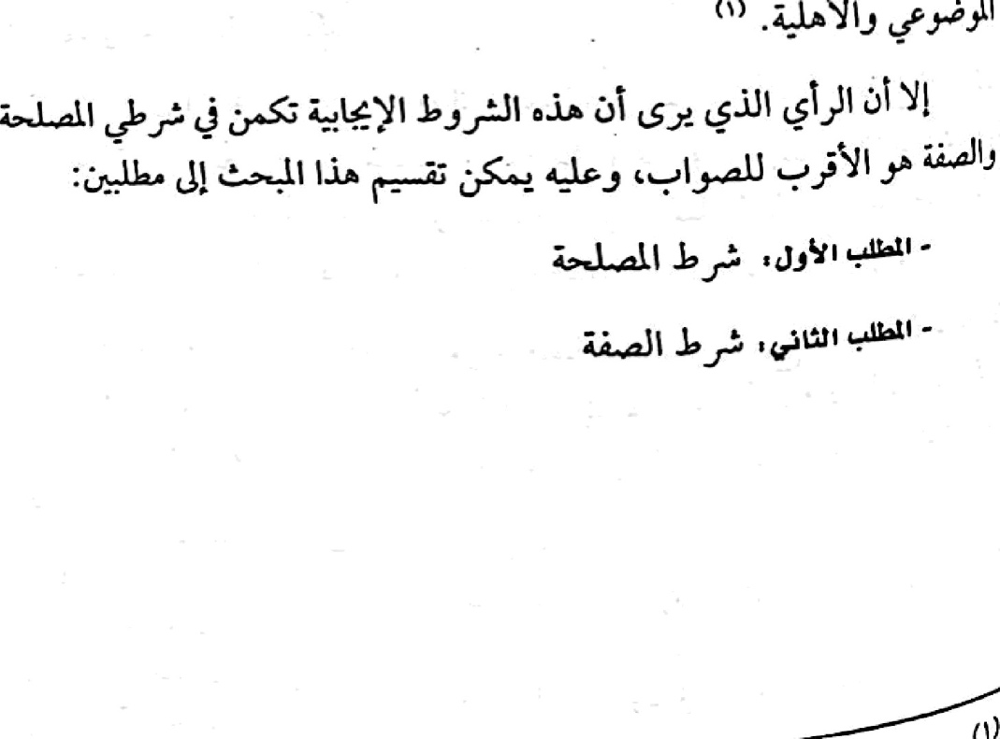 الموضوعي والأهلية. (١)
إلا أن الرأي الذي يرى أن هذه الشروط الإيجابية تكمن في شرطي المصلحة
والصفة هو الأقرب للصواب، وعليه يمكن تقسيم هذا المبحث إلى مطلبين:
- المطلب الأول: شرط المصلحة
- المطلب الثاني: شرط الصفة
(١)